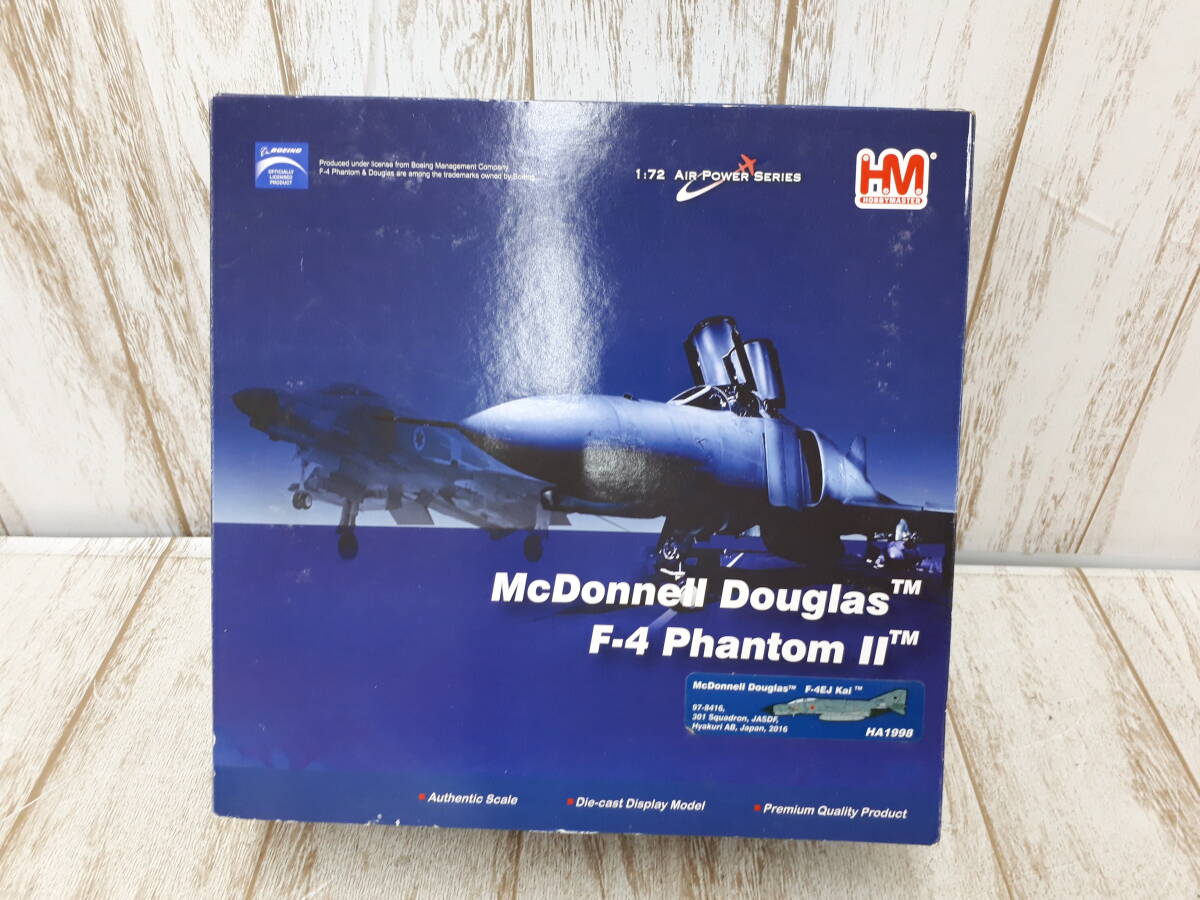 BOEING
OFFICIALLY
LICENSED
PRODUCT
Produced under license from Boeing Management Company.
F-4 Phantom & Douglas are among the trademarks owned by Boeing.
1:72 AIR POWER SERIES
HM®
HOBBYMASTER
McDonnell Douglas™
F-4 Phantom II™
McDonnell Douglas™ F-4EJ Kai™
97-8416,
301 Squadron, JASDF,
Hyakuri AB, Japan, 2016
HA1998
Authentic Scale
Die-cast Display Model
Premium Quality Product